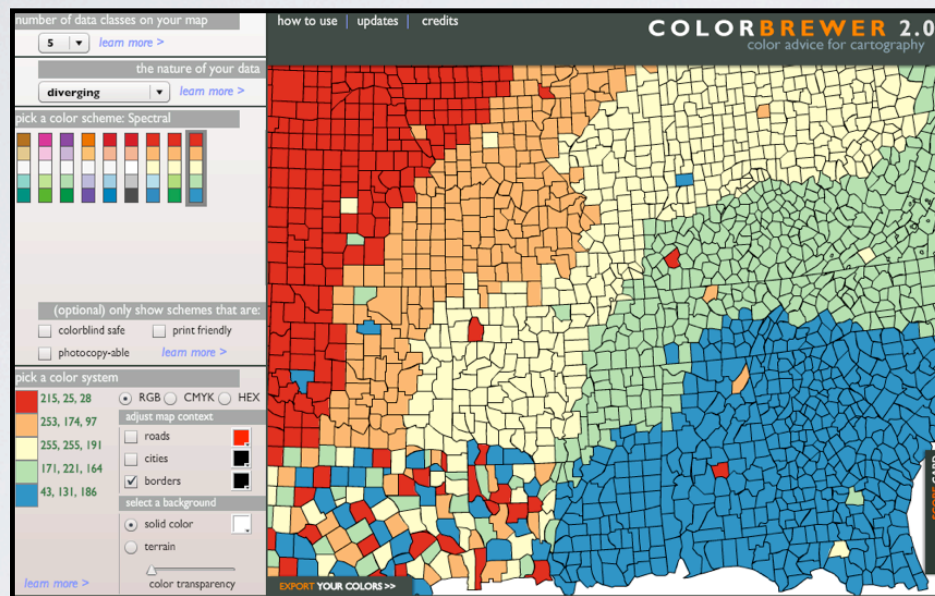 number of data classes on your map
5 learn more >
the nature of your data
diverging learn more >
pick a color scheme: Spectral
(optional) only show schemes that are:
colorblind safe print friendly
photocopy-able learn more >
pick a color system
215, 25, 28
253, 174, 97
255, 255, 191
171, 221, 164
43, 131, 186
RGB CMYK HEX
adjust map context
roads
cities
borders
select a background
solid color
terrain
color transparency
learn more >
how to use | updates | credits
COLORBREWER 2.0
color advice for cartography
SCORE CARD
EXPORT YOUR COLORS >>